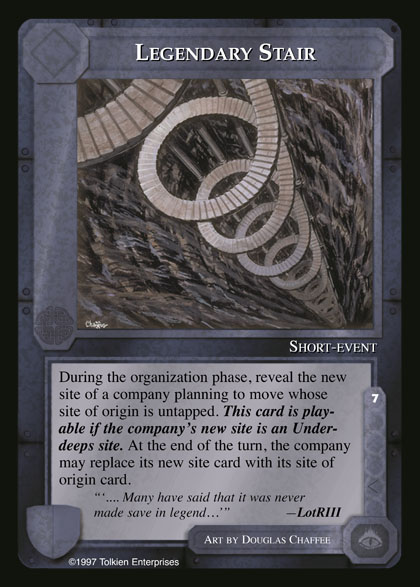 Legendary Stair
Chaffee
Short-event
During the organization phase, reveal the new
site of a company planning to move whose
site of origin is untapped. This card is play-
able if the company's new site is an Under-
deeps site. At the end of the turn, the company
may replace its new site card with its site of
origin card.
"'.... Many have said that it was never
made save in legend...'" —LotRIII
7
Art by Douglas Chaffee
©1997 Tolkien Enterprises